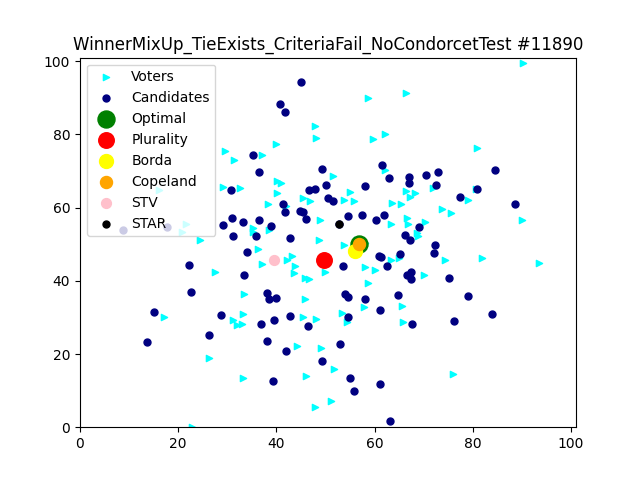 WinnerMixUp_TieExists_CriteriaFail_NoCondorcetTest #11890
Voters
Candidates
Optimal
Plurality
Borda
Copeland
STV
STAR
100
80
60
40
20
0
0 20 40 60 80 100